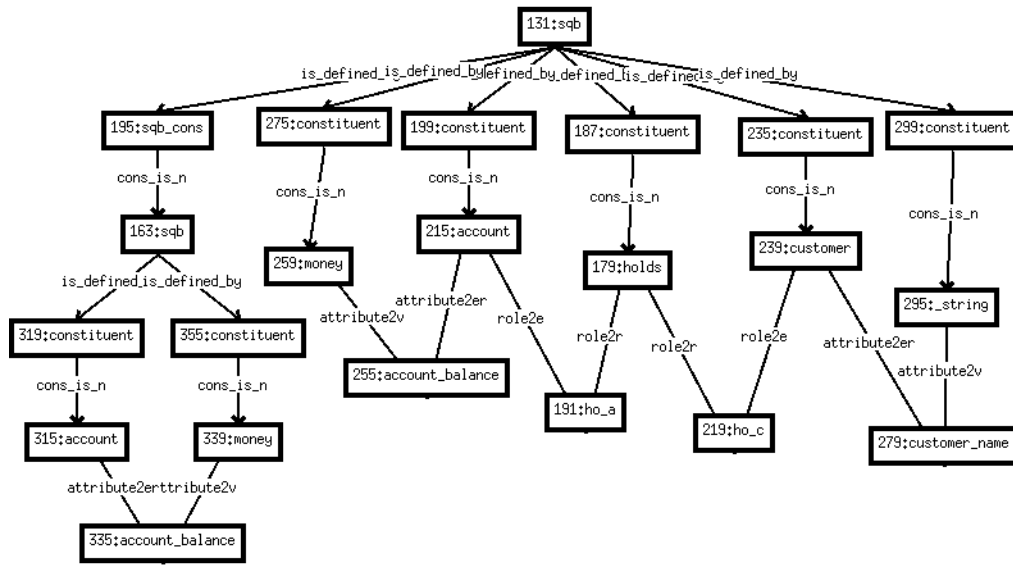 131:sqb
is_defined_is_defined_by defined_by defined_b is_defined is_defined_by
195:sqb_cons 275:constituent 199:constituent 187:constituent 235:constituent 299:constituent
cons_is_n cons_is_n cons_is_n cons_is_n cons_is_n cons_is_n
163:sqb 215:account 239:customer
259:money 179:holds
is_defined_is_defined_by attribute2er 295:_string
319:constituent 355:constituent attribute2v role2e role2r role2r role2e attribute2er
255:account_balance attribute2v
cons_is_n cons_is_n
191:ho_a 219:ho_c
315:account 339:money 279:customer_name
attribute2erttribute2v
335:account_balance